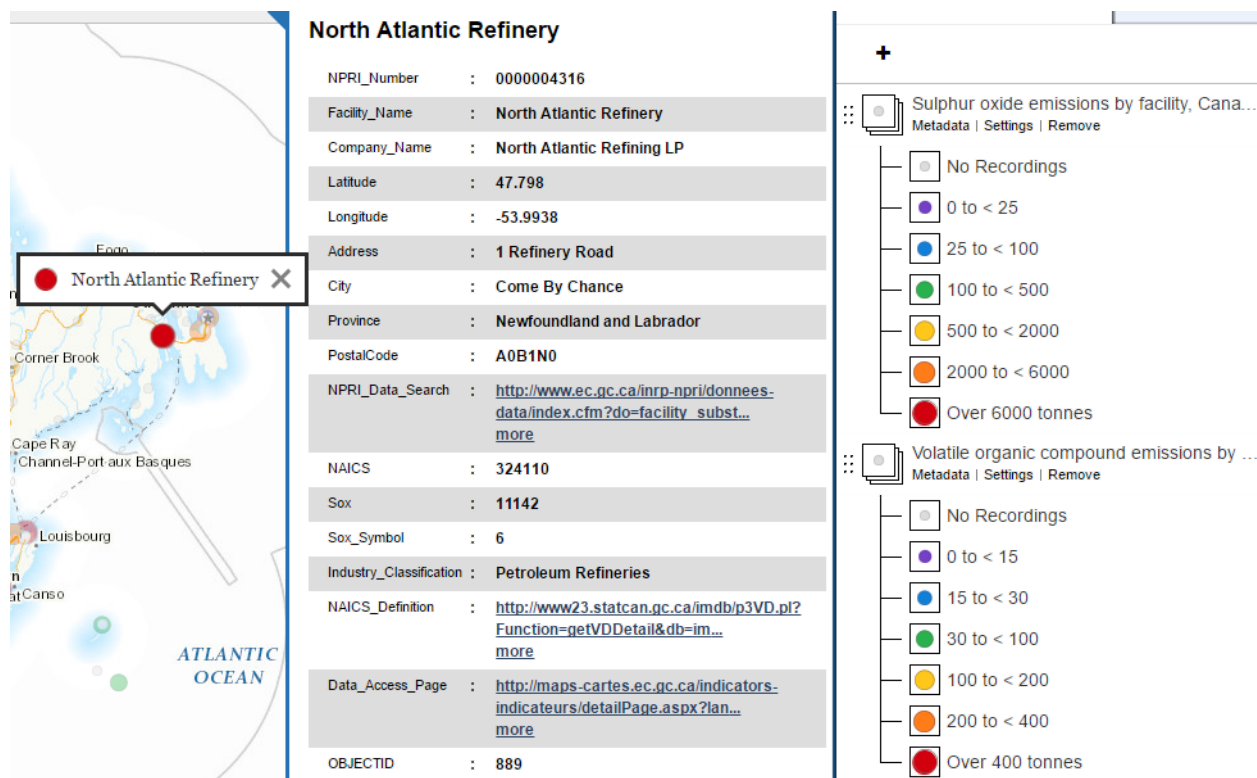 Fogo
North Atlantic Refinery
Corner Brook
Cape Ray
Channel-Port aux Basques
Louisbourg
Canso
ATLANTIC
OCEAN
North Atlantic Refinery
NPRI_Number : 0000004316
Facility_Name : North Atlantic Refinery
Company_Name : North Atlantic Refining LP
Latitude : 47.798
Longitude : -53.9938
Address : 1 Refinery Road
City : Come By Chance
Province : Newfoundland and Labrador
PostalCode : A0B1N0
NPRI_Data_Search : http://www.ec.gc.ca/inrp-npri/donnees-
data/index.cfm?do=facility_subst...
more
NAICS : 324110
Sox : 11142
Sox_Symbol : 6
Industry_Classification : Petroleum Refineries
NAICS_Definition : http://www23.statcan.gc.ca/imdb/p3VD.pl?
Function=getVDDetail&db=im...
more
Data_Access_Page : http://maps-cartes.ec.gc.ca/indicators-
indicateurs/detailPage.aspx?lan...
more
OBJECTID : 889
+
Sulphur oxide emissions by facility, Cana...
Metadata | Settings | Remove
No Recordings
0 to < 25
25 to < 100
100 to < 500
500 to < 2000
2000 to < 6000
Over 6000 tonnes
Volatile organic compound emissions by ...
Metadata | Settings | Remove
No Recordings
0 to < 15
15 to < 30
30 to < 100
100 to < 200
200 to < 400
Over 400 tonnes